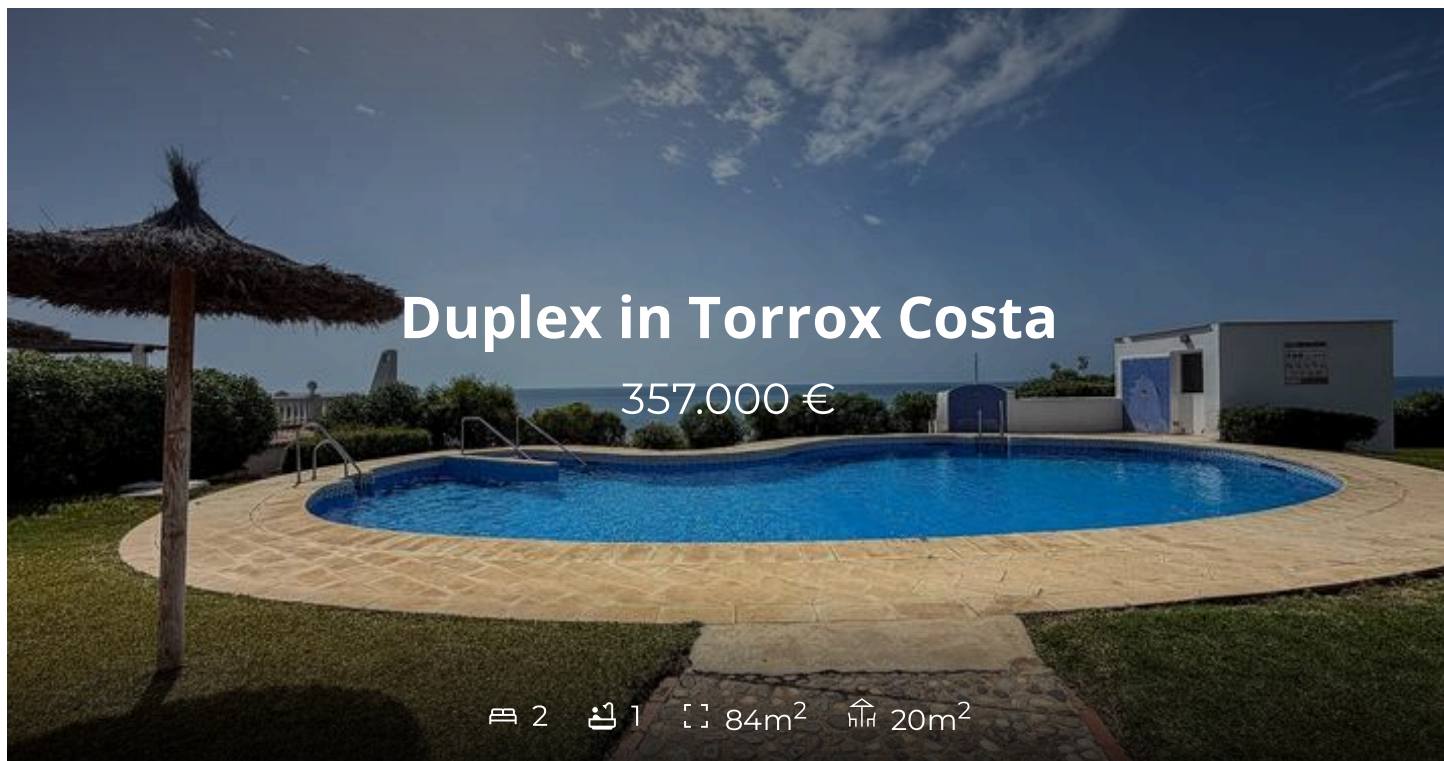 Duplex in Torrox Costa
357.000 €
2 1 84m² 20m²